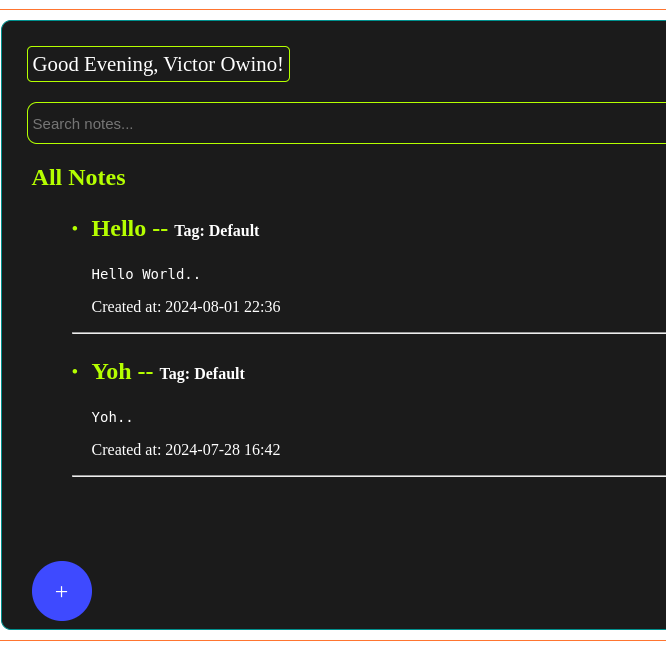 Good Evening, Victor Owino!
Search notes...
All Notes
• Hello -- Tag: Default
Hello World..
Created at: 2024-08-01 22:36
• Yoh -- Tag: Default
Yoh..
Created at: 2024-07-28 16:42
+